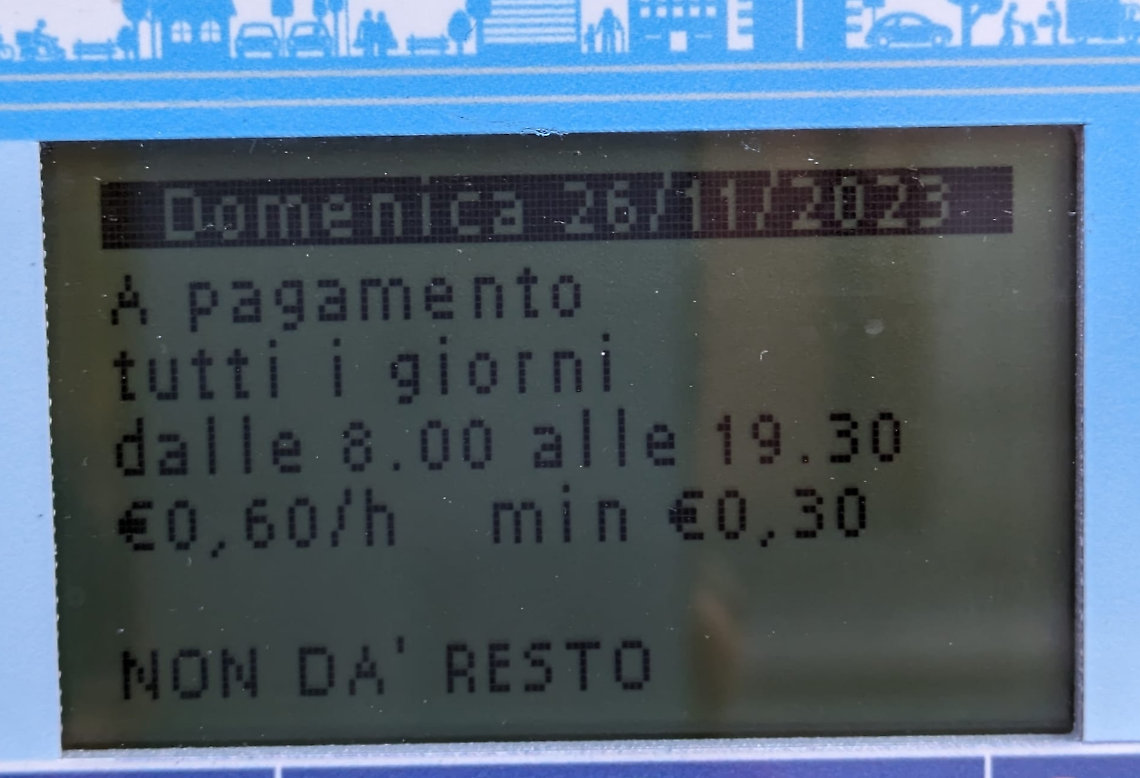 Domenica 26/11/2023
A pagamento
tutti i giorni
dalle 8.00 alle 19.30
€0,60/h min €0,30
NON DA' RESTO